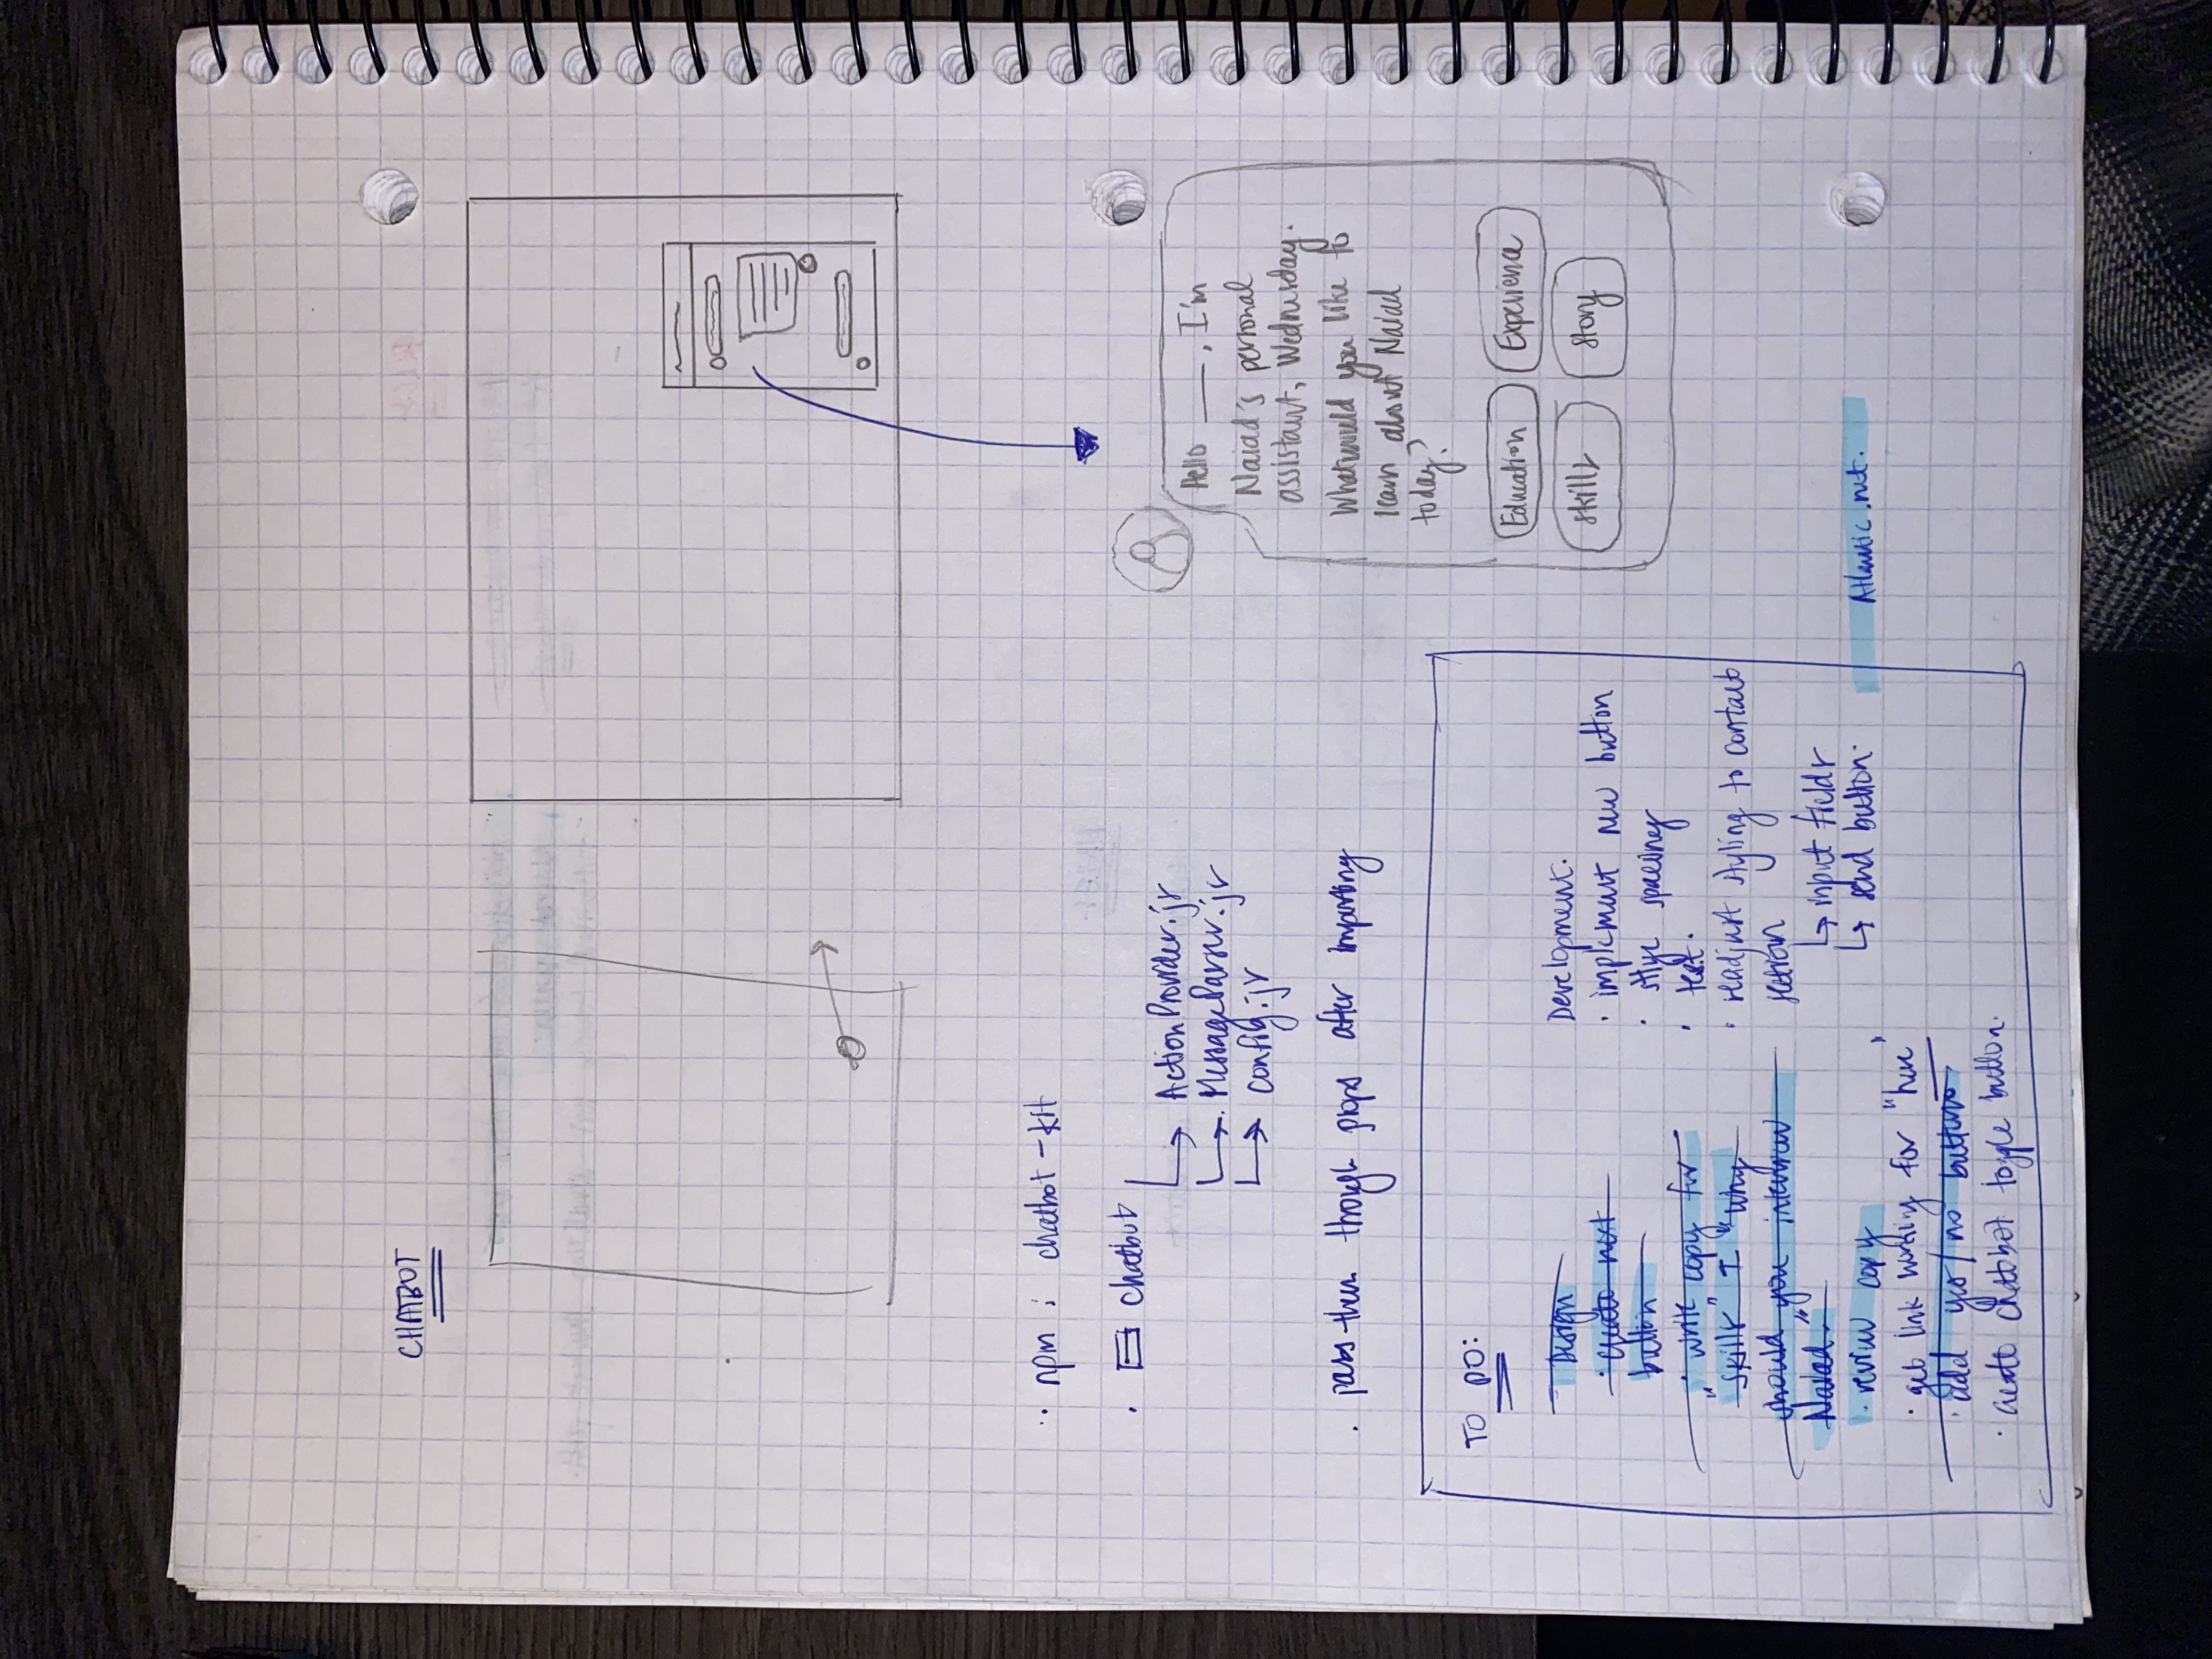 CHATBOT
· npm i chatbot-kit
· chatbot
ActionProvider.js
MessageParser.js
config.js
· pass them though props after importing
Hello ___, I'm
Naiad's personal
assistant, Wednesday.
What would you like to
learn about Naiad
today?
Education
Experience
Skills
Story
TO DO:
Design
· create next
button
· write copy for
"skills" I "why
should you interview
Naiad."
· review copy
· get link working for "here"
· add yes/no buttons
· create chatbot toggle button.
Development.
· implement new button
· style spacing
· test.
· readjust styling to contact
section
input fields
send button.
Atlantic.net.